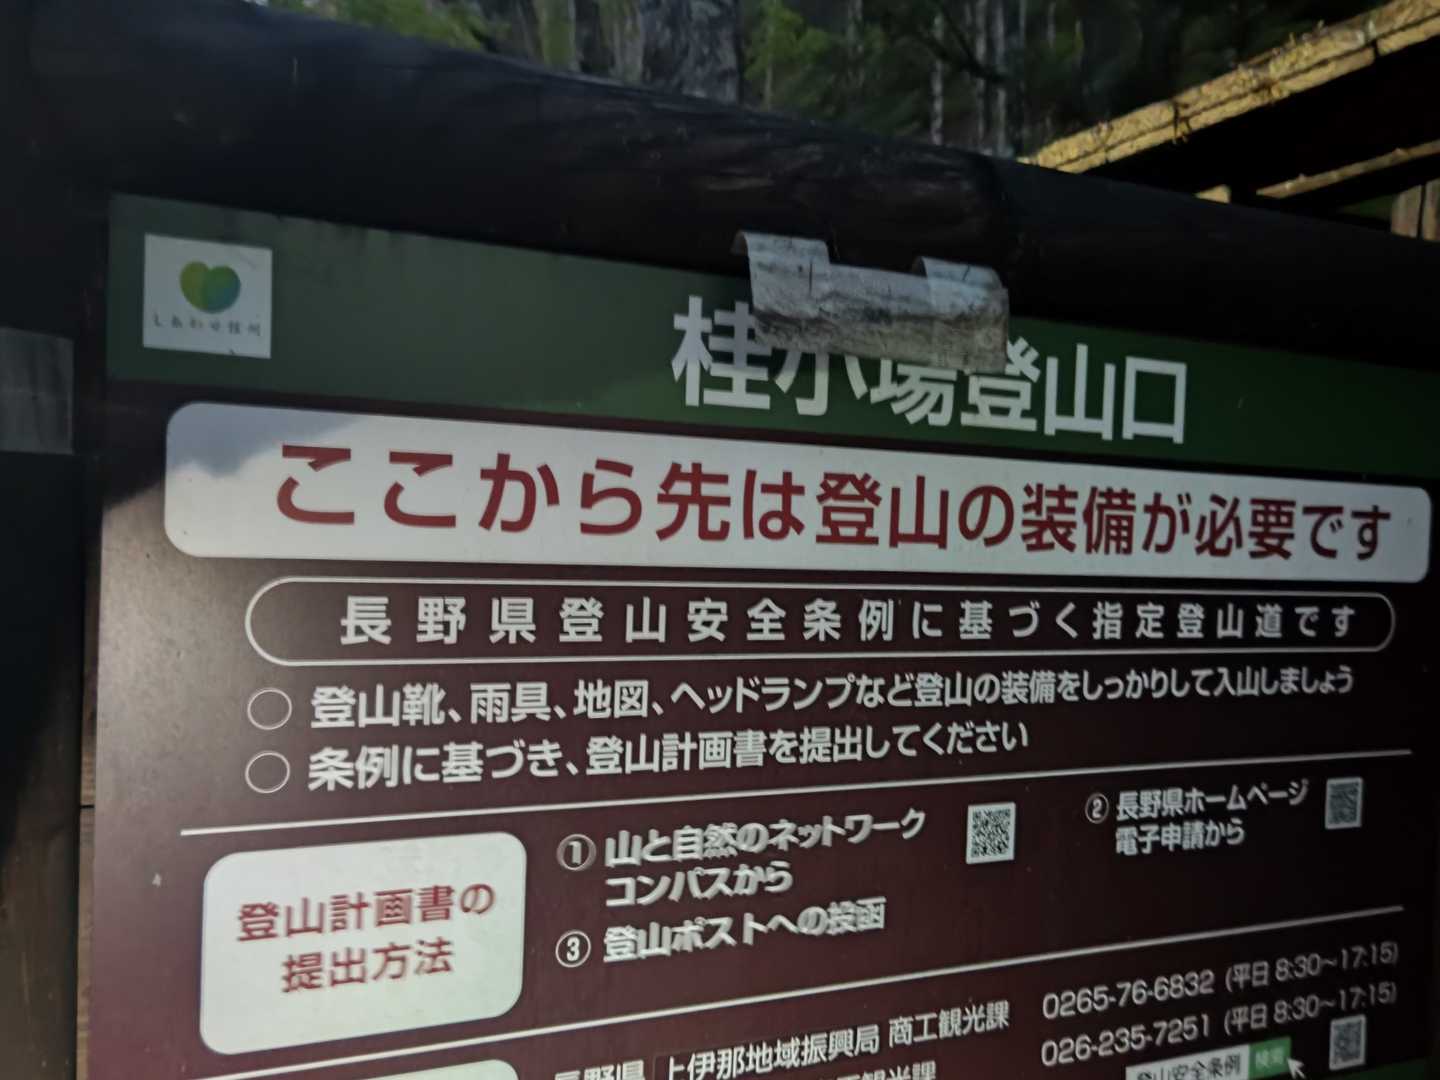 しあわせ信州
桂小場登山口
ここから先は登山の装備が必要です
長野県登山安全条例に基づく指定登山道です
○ 登山靴、雨具、地図、ヘッドランプなど登山の装備をしっかりして入山しましょう
○ 条例に基づき、登山計画書を提出してください
登山計画書の
提出方法
① 山と自然のネットワーク
コンパスから
② 長野県ホームページ
電子申請から
③ 登山ポストへの投函
長野県 上伊那地域振興局 商工観光課 0265-76-6832 (平日 8:30~17:15)
観光課 026-235-7251 (平日 8:30~17:15)
登山安全条例 検索